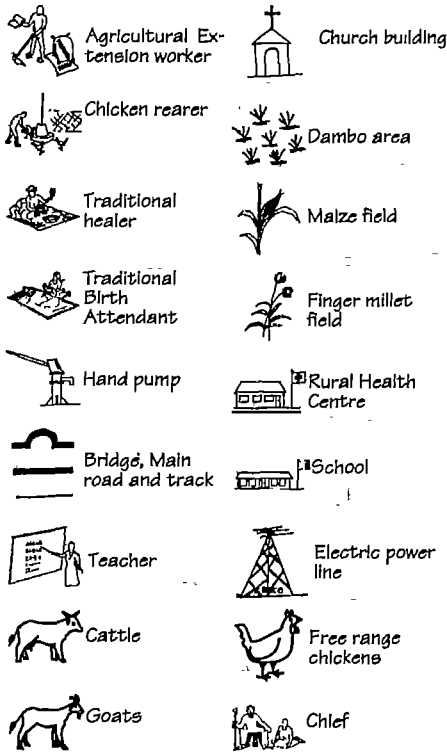 Agricultural Ex-
tension worker
Church building
Chicken rearer
Dambo area
Traditional
healer
Maize field
Traditional
Birth
Attendant
Finger millet
field
Hand pump
Rural Health
Centre
Bridge, Main
road and track
School
Teacher
Electric power
line
Cattle
Free range
chickens
Goats
Chief